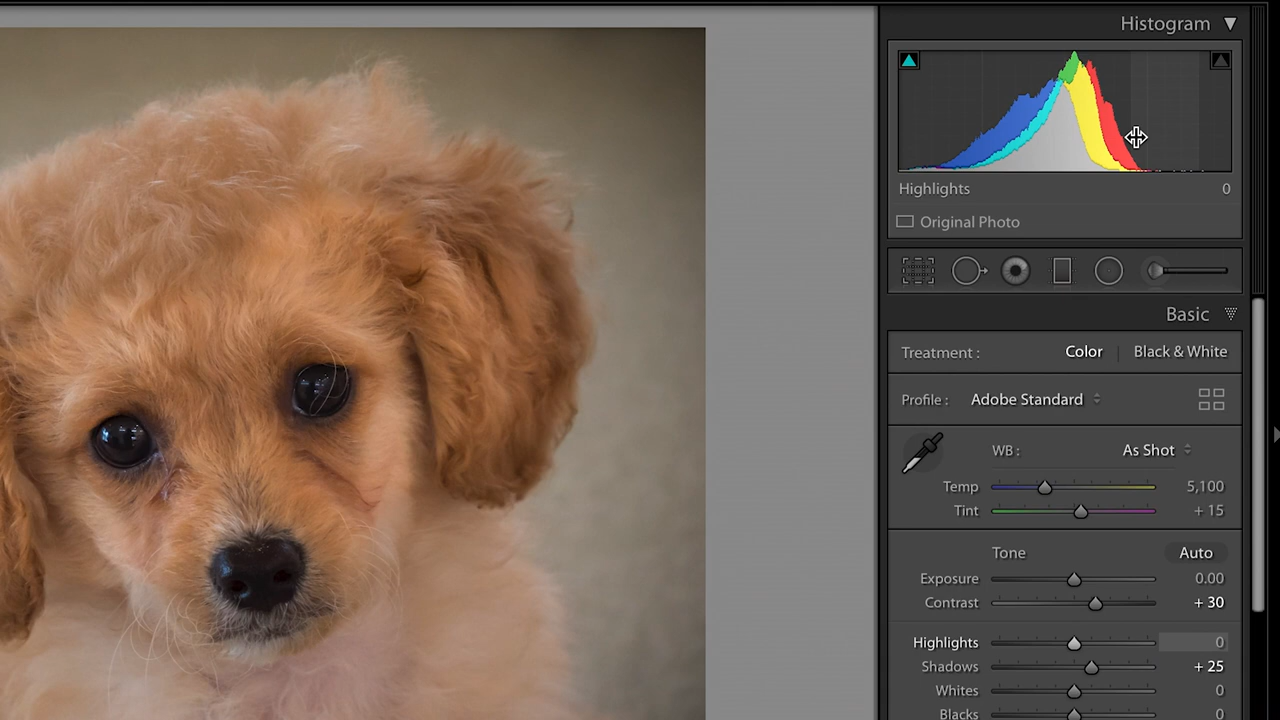 Histogram
Highlights 0
Original Photo
Basic
Treatment : Color | Black & White
Profile : Adobe Standard
WB : As Shot
Temp 5,100
Tint + 15
Tone Auto
Exposure 0.00
Contrast + 30
Highlights 0
Shadows + 25
Whites 0
Blacks 0